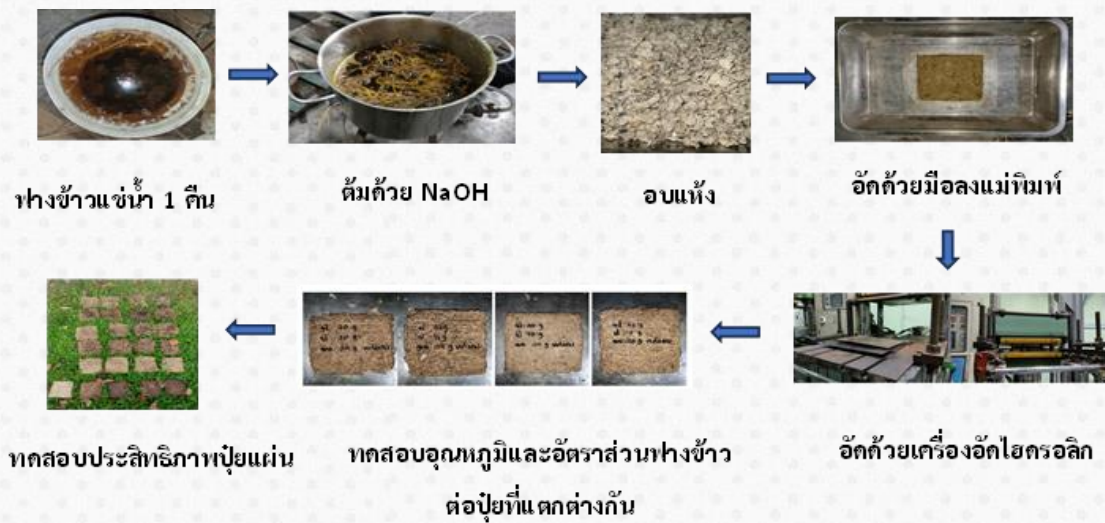 ฟางข้าวแช่น้ำ 1 คืน
ต้มด้วย NaOH
อบแห้ง
อัดด้วยมือลงแม่พิมพ์
ทดสอบประสิทธิภาพปุ๋ยแผ่น
ทดสอบอุณหภูมิและอัตราส่วนฟางข้าว
ต่อปุ๋ยที่แตกต่างกัน
อัดด้วยเครื่องอัดไฮดรอลิก